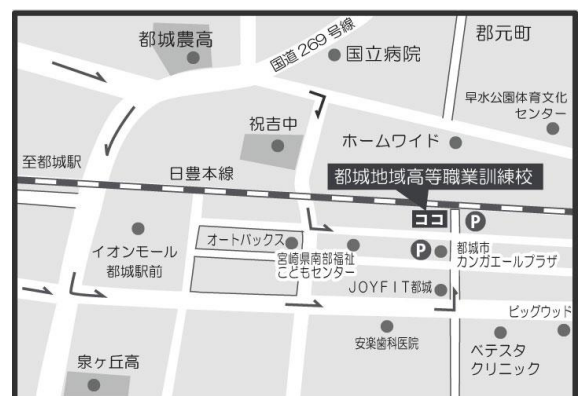 都城農高
国道269号線
国立病院
郡元町
早水公園体育文化
センター
祝吉中
ホームワイド
至都城駅
日豊本線
都城地域高等職業訓練校
ココ
P
オートバックス
イオンモール
都城駅前
宮崎県南部福祉
こどもセンター
P
都城市
カンガエールプラザ
JOYFIT都城
ビッグウッド
安楽歯科医院
ベテスタ
クリニック
泉ヶ丘高